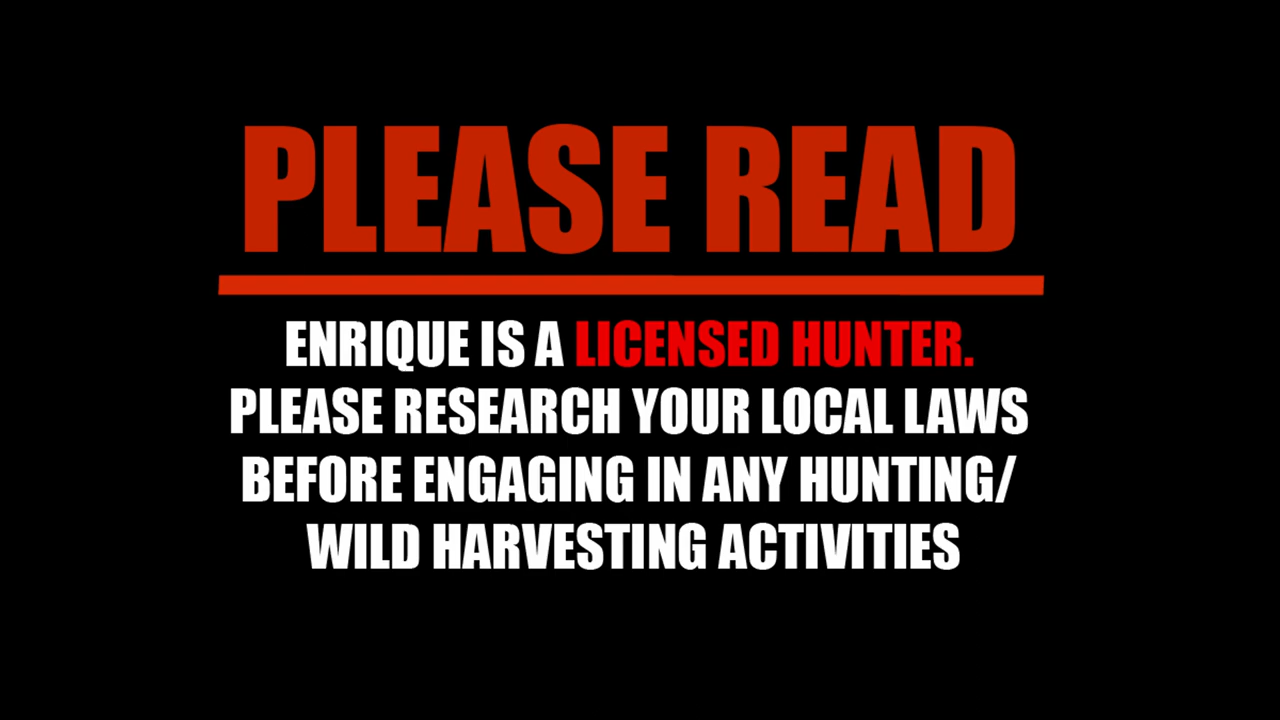 PLEASE READ
ENRIQUE IS A LICENSED HUNTER.
PLEASE RESEARCH YOUR LOCAL LAWS
BEFORE ENGAGING IN ANY HUNTING/
WILD HARVESTING ACTIVITIES